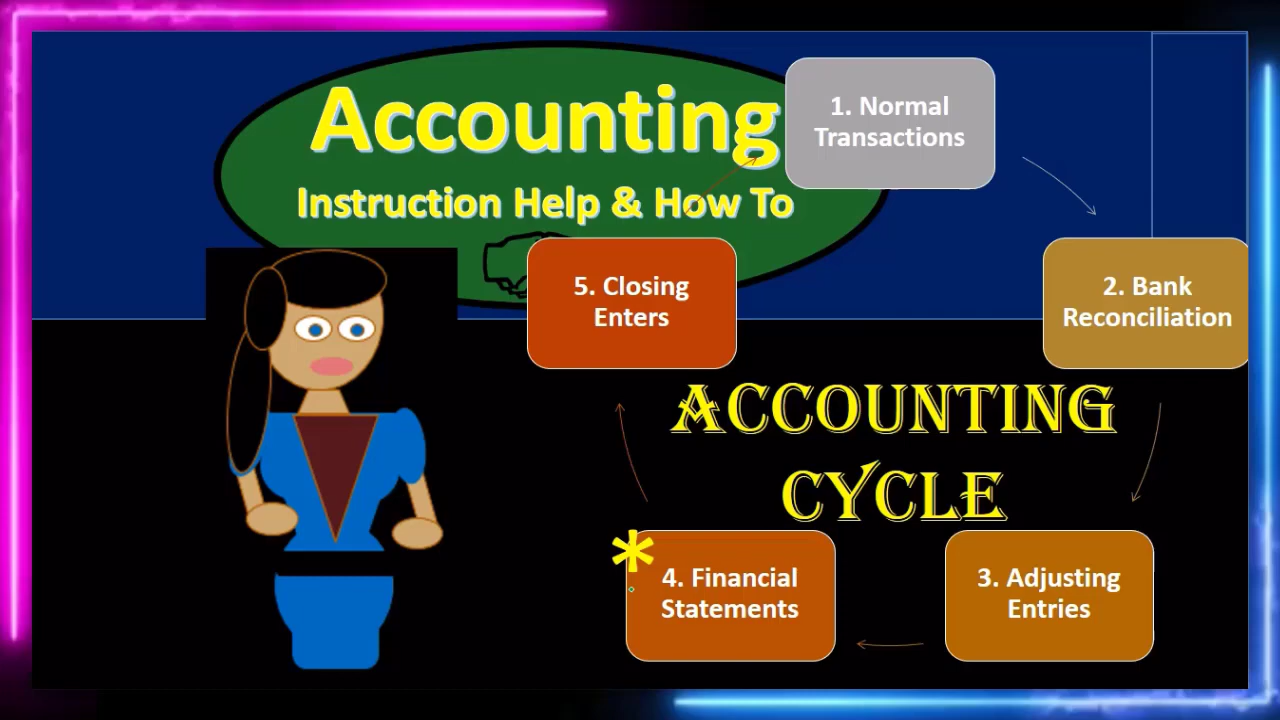 Accounting
Instruction Help & How To
1. Normal
Transactions
2. Bank
Reconciliation
3. Adjusting
Entries
*
4. Financial
Statements
5. Closing
Enters
ACCOUNTING
CYCLE